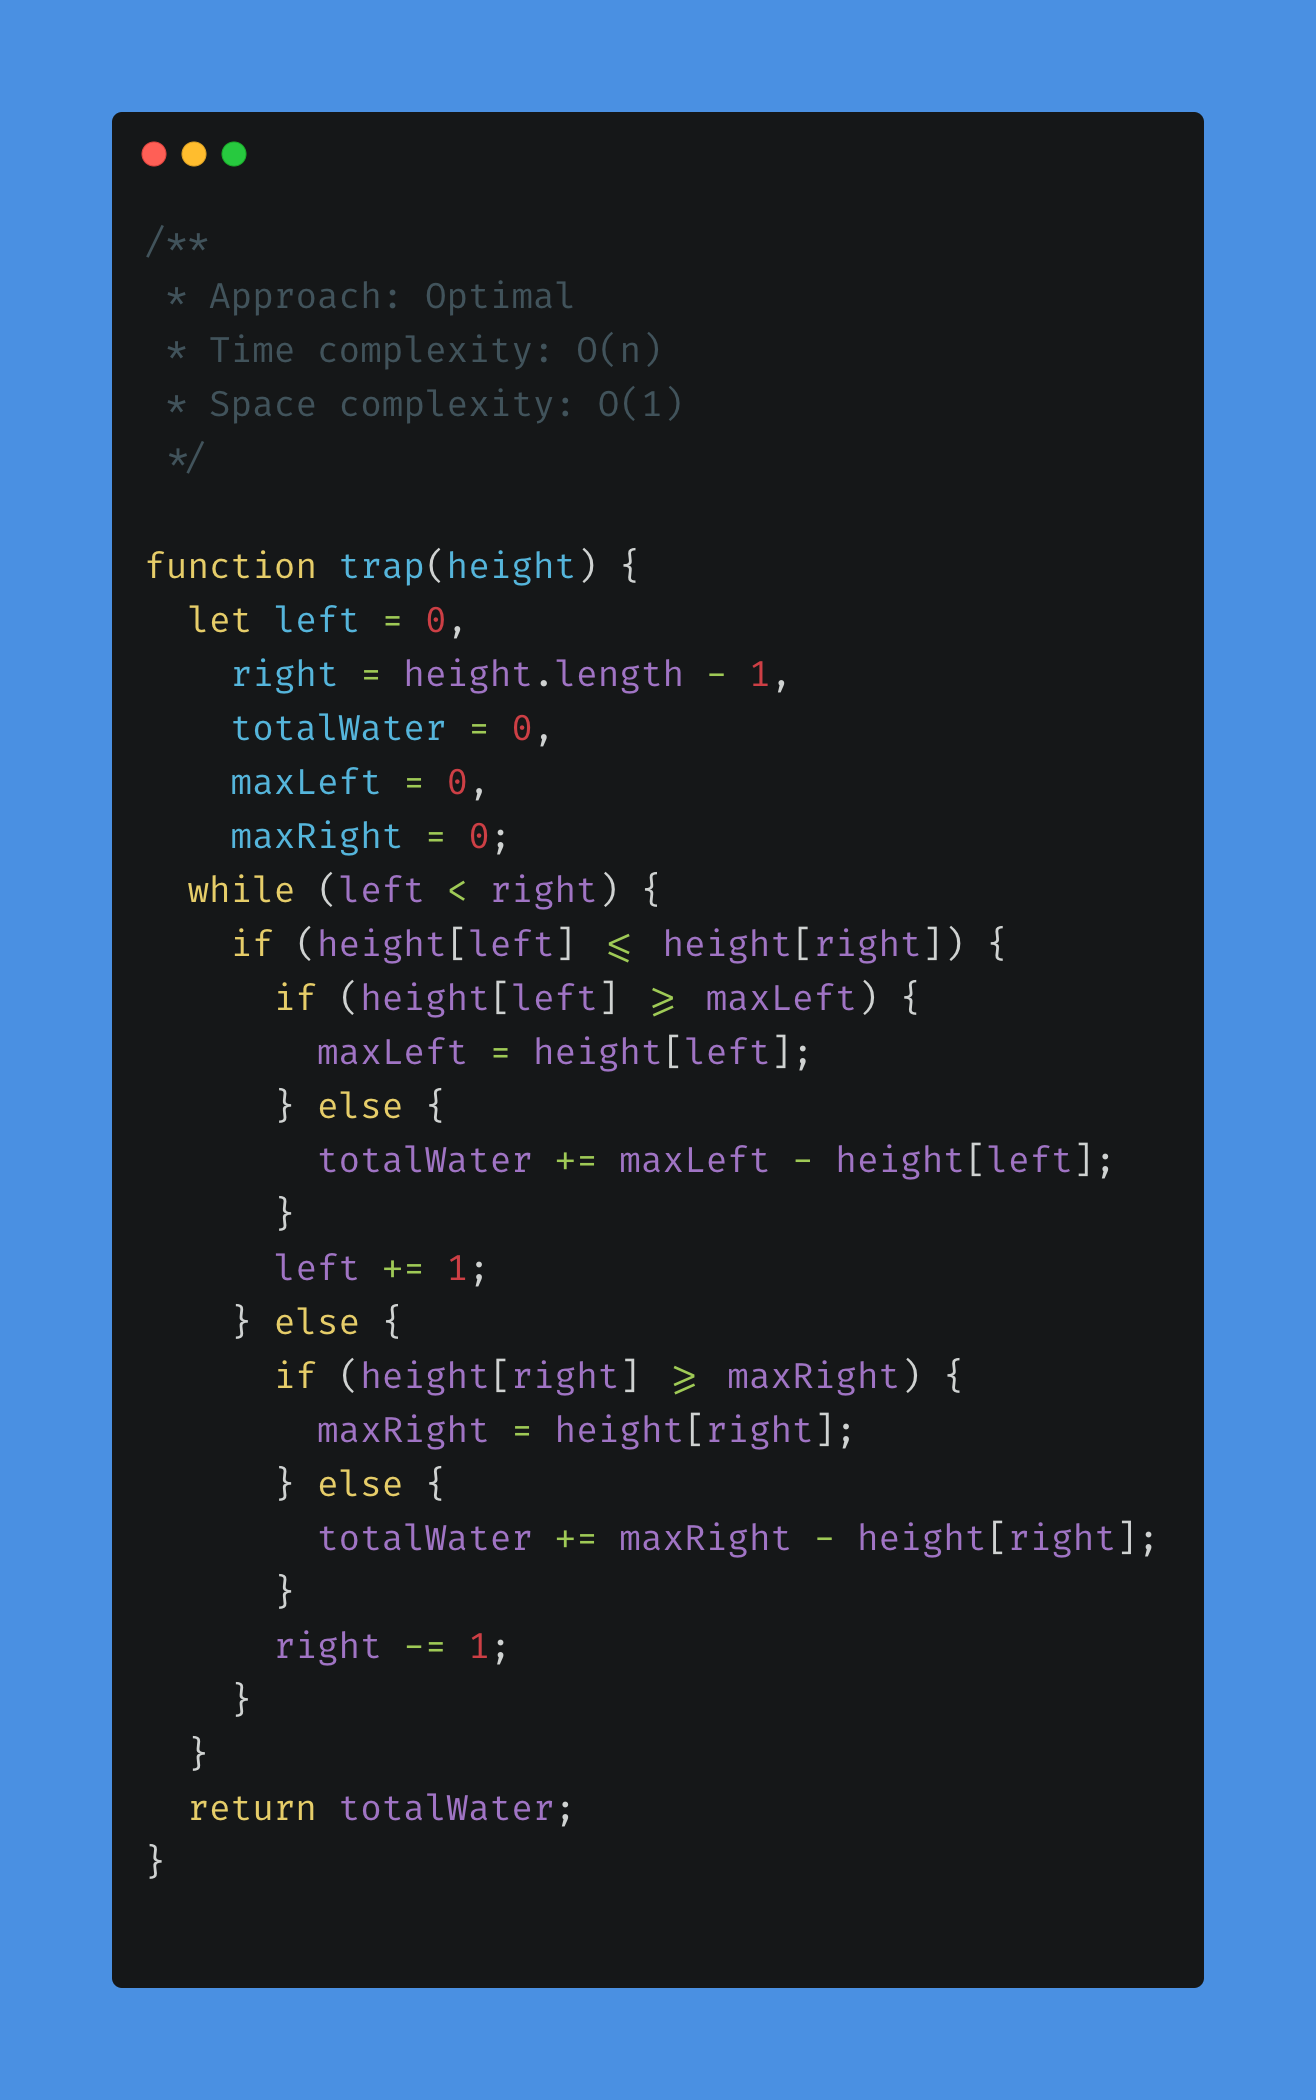 /**
 * Approach: Optimal
 * Time complexity: O(n)
 * Space complexity: O(1)
 */

function trap(height) {
  let left = 0,
    right = height.length - 1,
    totalWater = 0,
    maxLeft = 0,
    maxRight = 0;
  while (left < right) {
    if (height[left] <= height[right]) {
      if (height[left] >= maxLeft) {
        maxLeft = height[left];
      } else {
        totalWater += maxLeft - height[left];
      }
      left += 1;
    } else {
      if (height[right] >= maxRight) {
        maxRight = height[right];
      } else {
        totalWater += maxRight - height[right];
      }
      right -= 1;
    }
  }
  return totalWater;
}